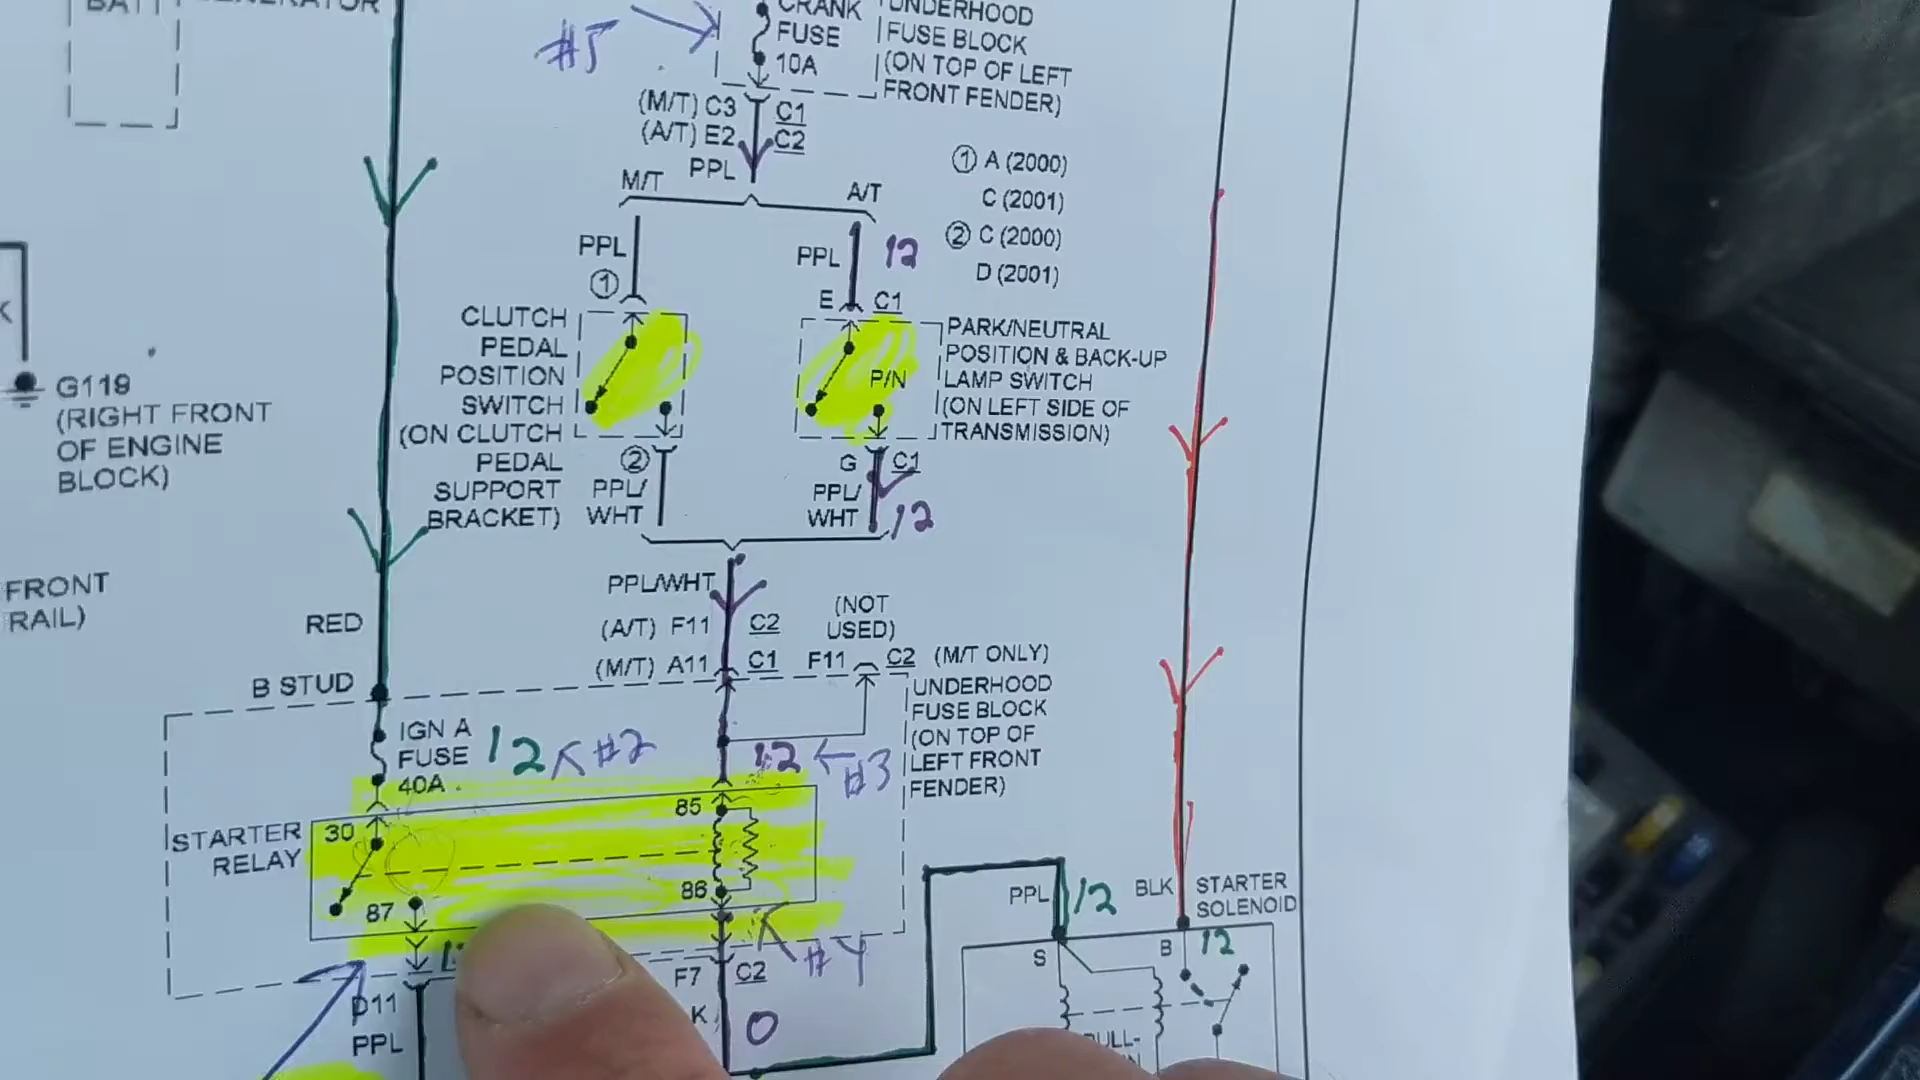 BATT
GENERATOR
CRANK
FUSE
10A
UNDERHOOD
FUSE BLOCK
(ON TOP OF LEFT
FRONT FENDER)
#5
(M/T) C3 C1
(A/T) E2 C2
PPL
M/T
A/T
1 A (2000)
C (2001)
2 C (2000)
D (2001)
PPL
1
PPL
12
E C1
CLUTCH
PEDAL
POSITION
SWITCH
(ON CLUTCH
PEDAL
SUPPORT
BRACKET)
P/N
PARK/NEUTRAL
POSITION & BACK-UP
LAMP SWITCH
(ON LEFT SIDE OF
TRANSMISSION)
2
PPL/
WHT
G C1
PPL/
WHT
12
K
G119
(RIGHT FRONT
OF ENGINE
BLOCK)
FRONT
RAIL)
RED
B STUD
PPL/WHT
(A/T) F11 C2
(M/T) A11 C1
(NOT
USED)
F11 C2 (M/T ONLY)
UNDERHOOD
FUSE BLOCK
(ON TOP OF
LEFT FRONT
FENDER)
IGN A
FUSE
40A
12 #2
12 #3
STARTER
RELAY
30
87
85
86
#4
D11
PPL
F7 C2
K
0
PPL
12
BLK
STARTER
SOLENOID
S
B
12